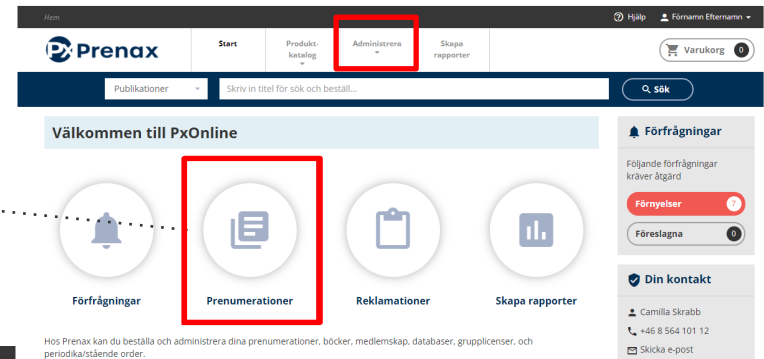 Hem
Hjälp
Förnamn Efternamn
Prenax
Start
Produkt-
katalog
Administrera
Skapa
rapporter
Varukorg 0
Publikationer
Skriv in titel för sök och beställ...
Sök
Välkommen till PxOnline
Förfrågningar
Prenumerationer
Reklamationer
Skapa rapporter
Hos Prenax kan du beställa och administrera dina prenumerationer, böcker, medlemskap, databaser, grupplicenser, och
periodika/stående order.
Förfrågningar
Följande förfrågningar
kräver åtgärd
Förnyelser 7
Föreslagna 0
Din kontakt
Camilla Skrabb
+46 8 564 101 12
Skicka e-post